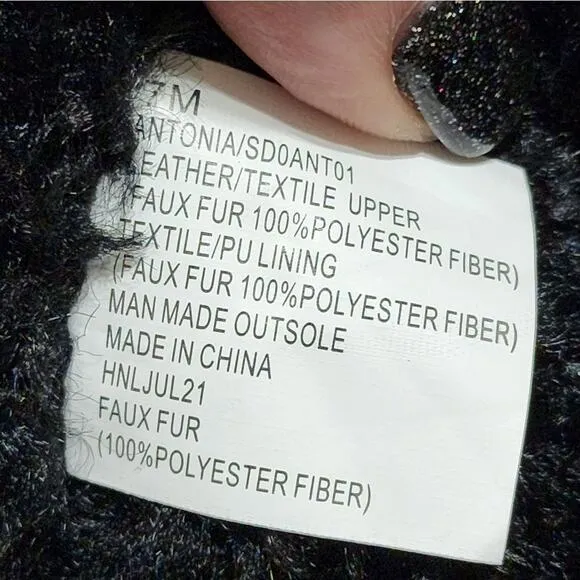 7M
ANTONIA/SD0ANT01
LEATHER/TEXTILE UPPER
FAUX FUR 100%POLYESTER FIBER)
TEXTILE/PU LINING
(FAUX FUR 100%POLYESTER FIBER)
MAN MADE OUTSOLE
MADE IN CHINA
HNLJUL21
FAUX FUR
(100%POLYESTER FIBER)